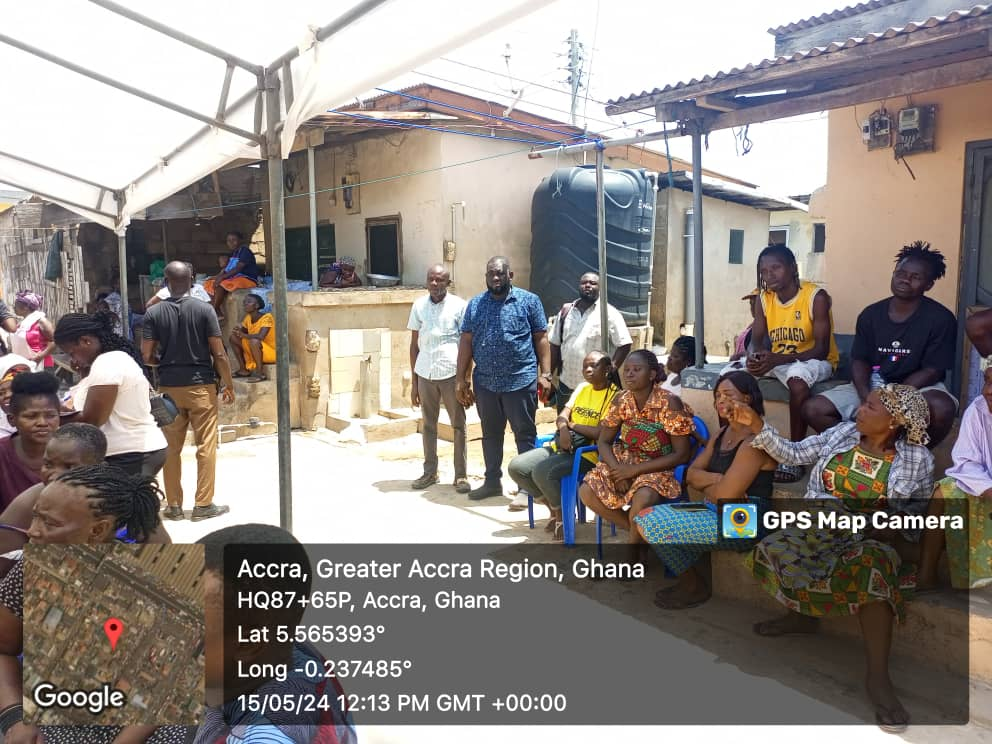 CHICAGO
23
NAVIGLES
GPS Map Camera
Accra, Greater Accra Region, Ghana
HQ87+65P, Accra, Ghana
Lat 5.565393°
Long -0.237485°
15/05/24 12:13 PM GMT +00:00
Google